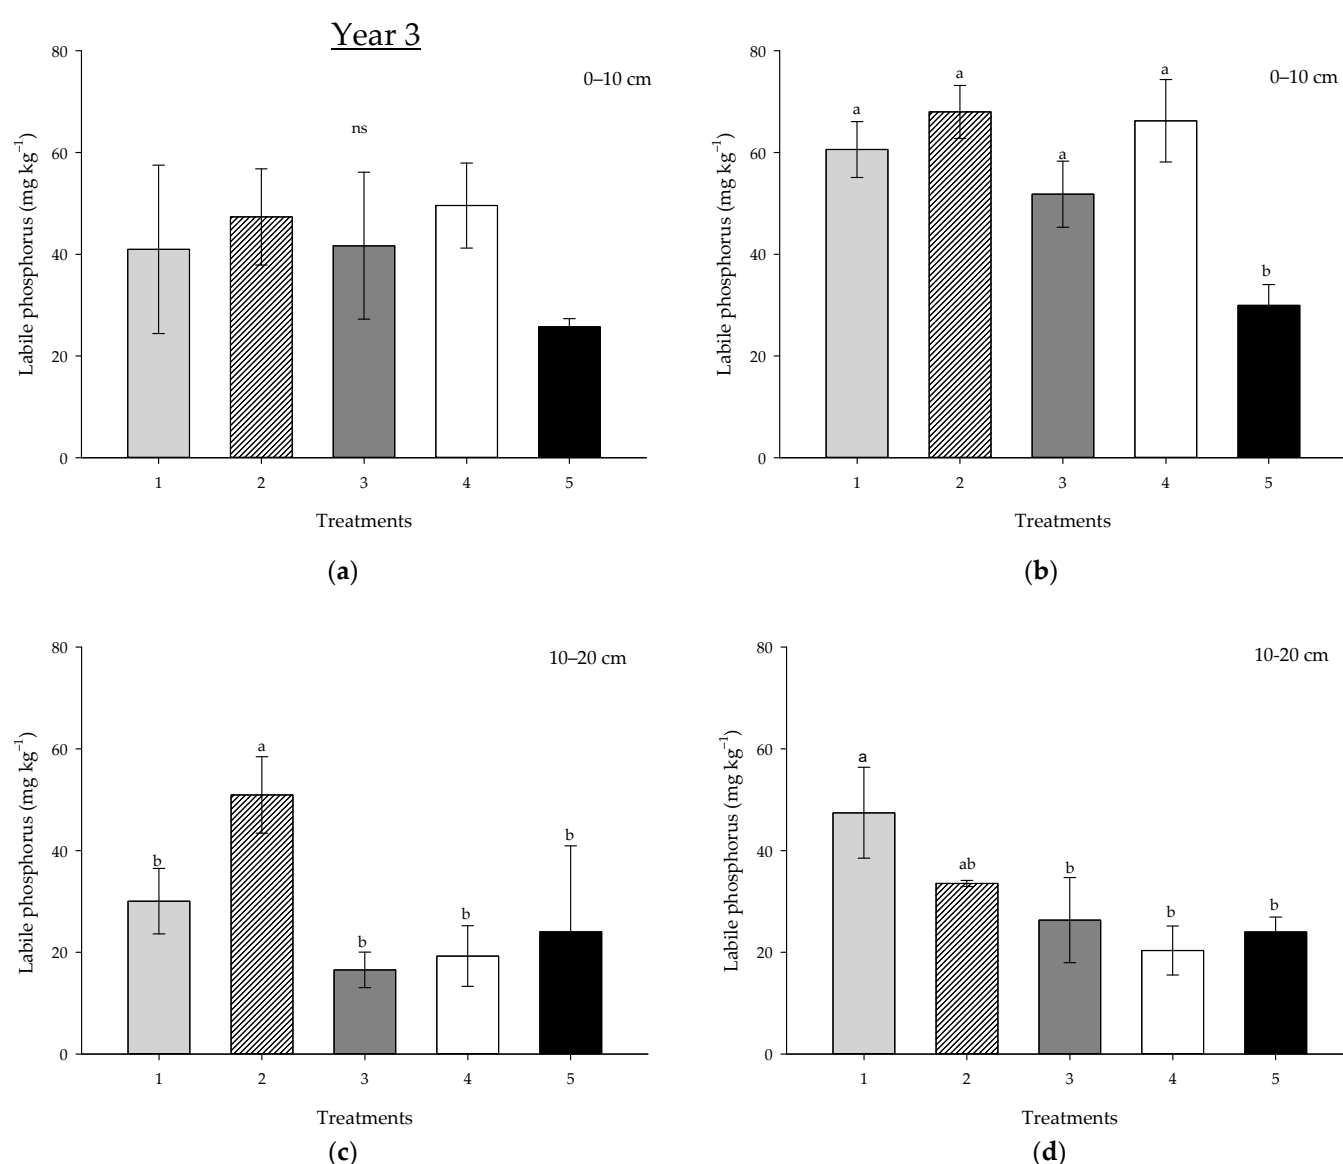 Year 3
80
0–10 cm
ns
60
40
20
0
Labile phosphorus (mg kg⁻¹)
1 2 3 4 5
Treatments
(a)
80
0–10 cm
a a a a b
60
40
20
0
Labile phosphorus (mg kg⁻¹)
1 2 3 4 5
Treatments
(b)
80
10–20 cm
b a b b b
60
40
20
0
Labile phosphorus (mg kg⁻¹)
1 2 3 4 5
Treatments
(c)
80
10-20 cm
a ab b b b
60
40
20
0
Labile phosphorus (mg kg⁻¹)
1 2 3 4 5
Treatments
(d)